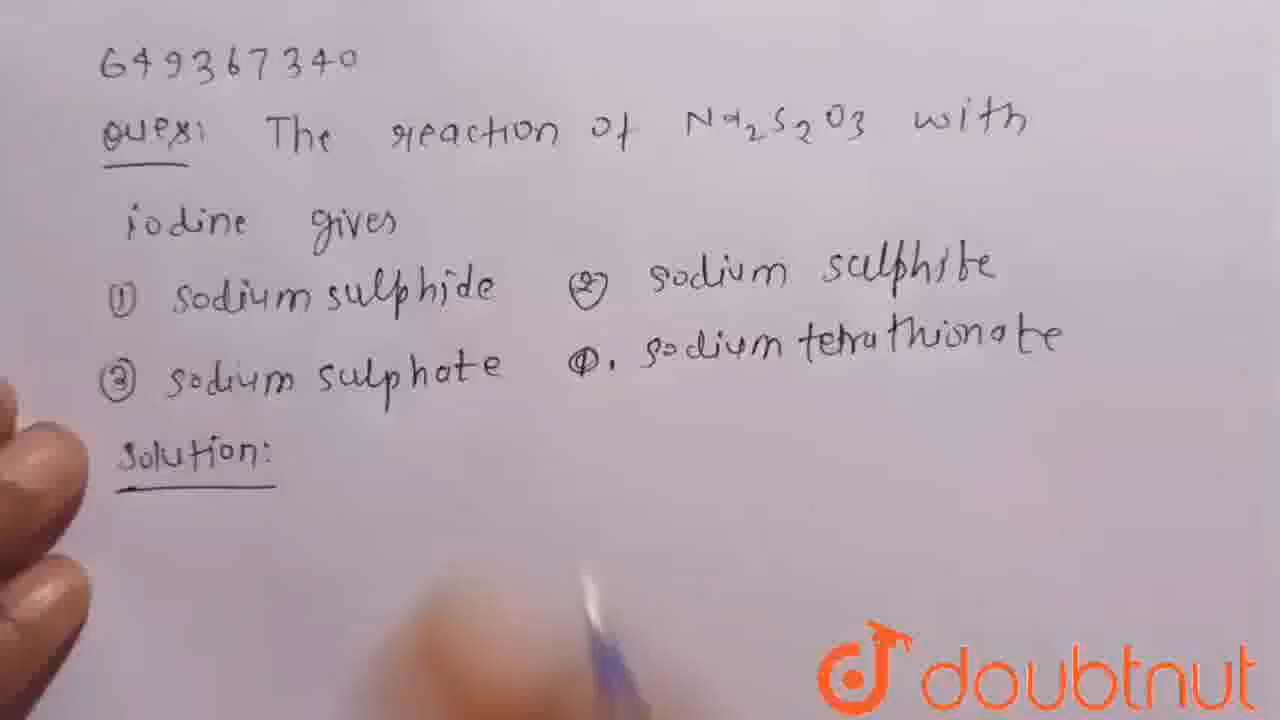 649367340
Ques: The reaction of Na2S2O3 with
iodine gives
① sodium sulphide ② sodium sulphite
③ sodium sulphate ④. sodium tetrathionate
Solution:
doubtnut